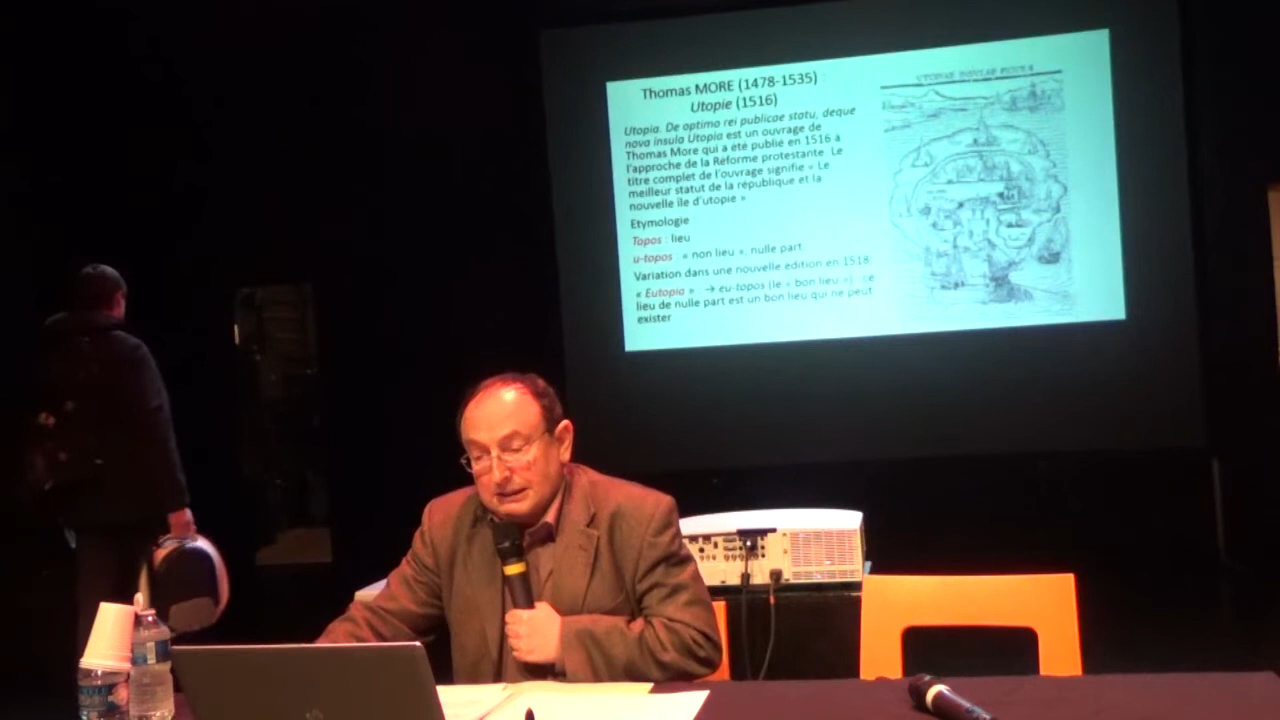 Thomas MORE (1478-1535)
Utopie (1516)
Utopia. De optimo rei publicae statu, deque
nova insula Utopia est un ouvrage de
Thomas More qui a été publié en 1516 à
l'approche de la Réforme protestante. Le
titre complet de l'ouvrage signifie « Le
meilleur statut de la république et la
nouvelle île d'utopie »
Etymologie
Topos : lieu
u-topos : « non lieu », nulle part
Variation dans une nouvelle édition en 1518
« Eutopia » → eu-topos (le « bon lieu ») : ce
lieu de nulle part est un bon lieu qui ne peut
exister
UTOPIAE INSULAE FIGURA